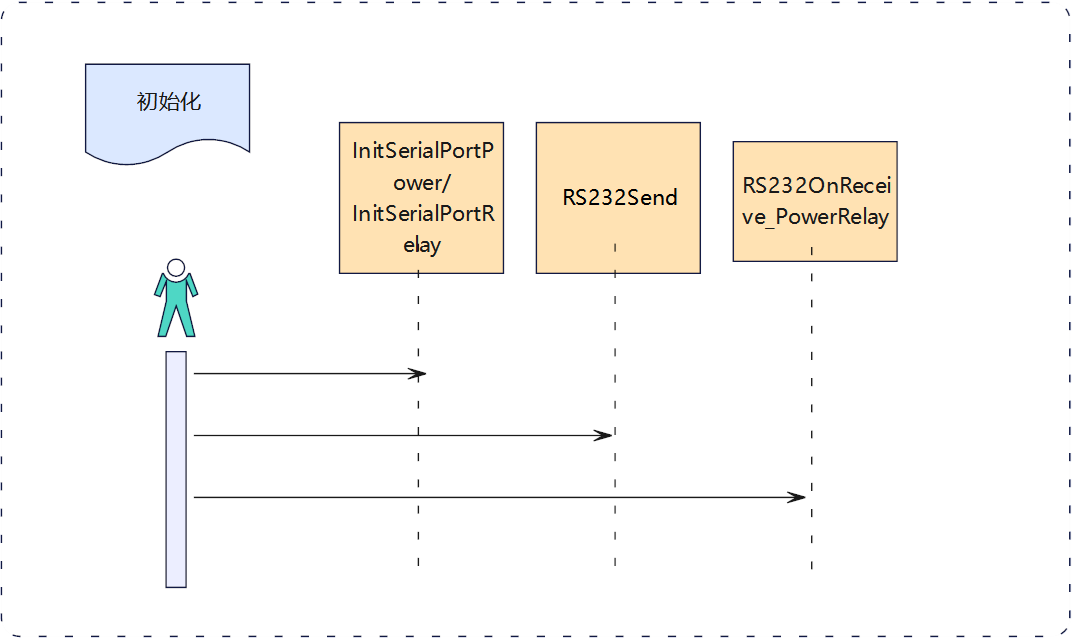 初始化
InitSerialPortP
ower/
InitSerialPortR
elay
RS232Send
RS232OnRecei
ve_PowerRelay